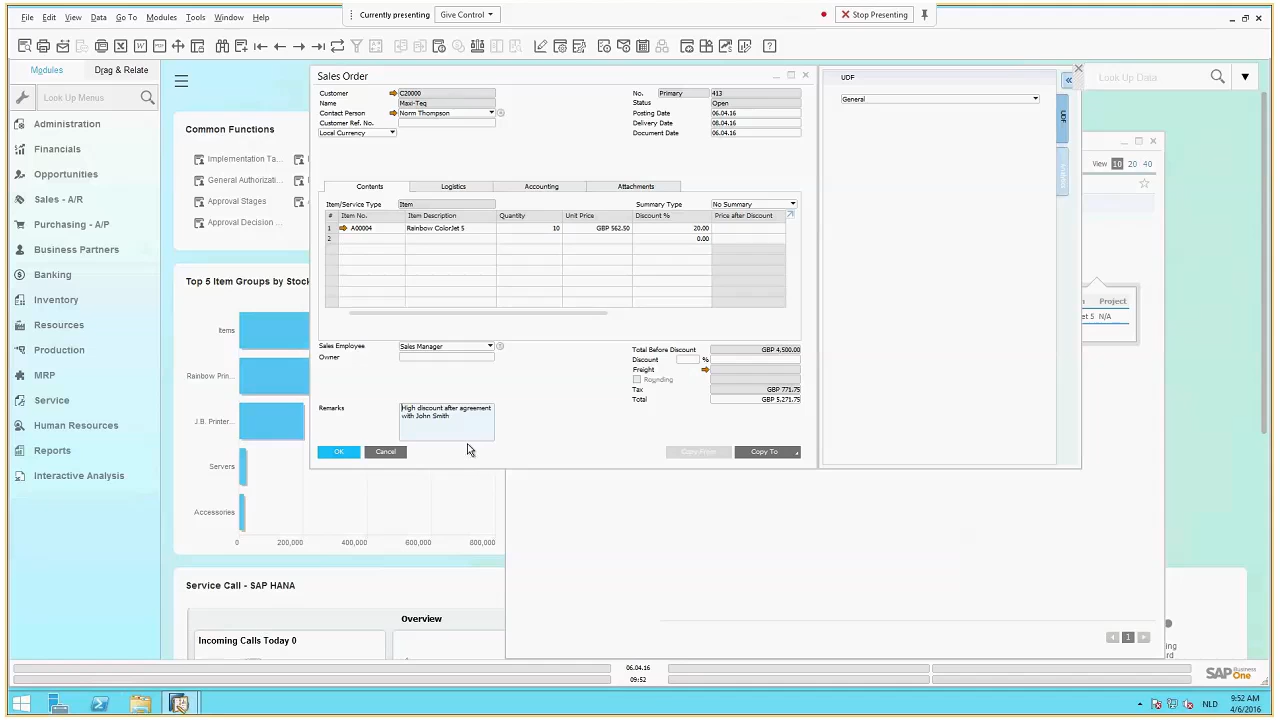 Currently presenting Give Control Stop Presenting
File Edit View Data Go To Modules Tools Window Help
Modules Drag & Relate
Look Up Menus
Administration
Financials
Opportunities
Sales - A/R
Purchasing - A/P
Business Partners
Banking
Inventory
Resources
Production
MRP
Service
Human Resources
Reports
Interactive Analysis
Common Functions
Implementation Ta...
General Authorizati...
Approval Stages
Approval Decision ...
Top 5 Item Groups by Stock
Items
Rainbow Prin...
J.B. Printer...
Servers
Accessories
0 200,000 400,000 600,000 800,000
Service Call - SAP HANA
Overview
Incoming Calls Today 0
Sales Order
Customer C20000
Name Maxi-Teq
Contact Person Norm Thompson
Customer Ref. No.
Local Currency
No. Primary 413
Status Open
Posting Date 06.04.16
Delivery Date 08.04.16
Document Date 06.04.16
Contents Logistics Accounting Attachments
Item/Service Type Item Summary Type No Summary
# Item No. Item Description Quantity Unit Price Discount % Price after Discount
1 A00004 Rainbow ColorJet 5 10 GBP 562.50 20.00
2 0.00
Sales Employee Sales Manager
Owner
Total Before Discount GBP 4,500.00
Discount %
Freight
Rounding
Tax GBP 771.75
Total GBP 5,271.75
Remarks High discount after agreement
with John Smith
OK Cancel Copy From Copy To
UDF
General
UDF
Look Up Data
View 10 20 40
Project
et 5 N/A
1
06.04.16
09:52
SAP Business One
NLD
9:52 AM
4/6/2016